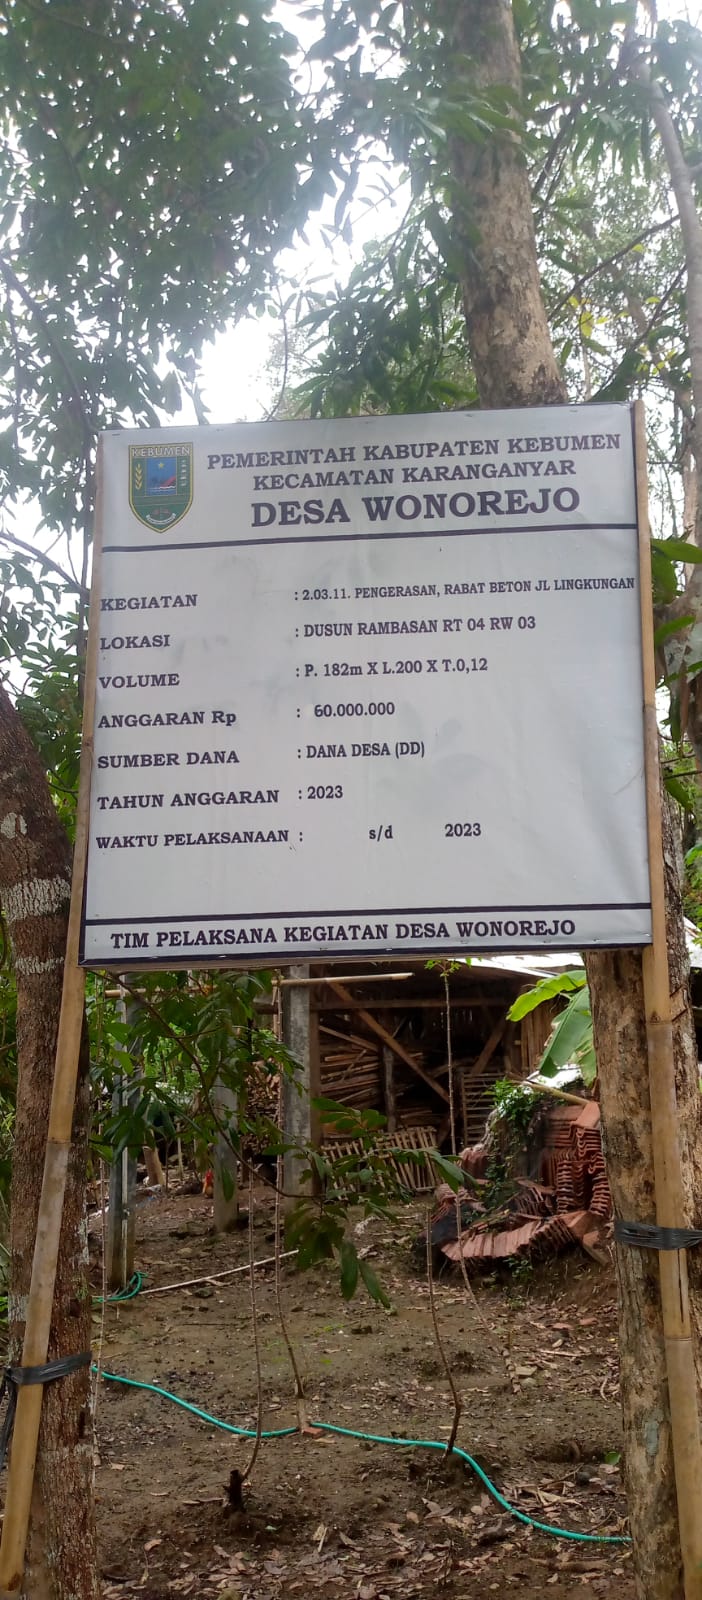 KEBUMEN
PEMERINTAH KABUPATEN KEBUMEN
KECAMATAN KARANGANYAR
DESA WONOREJO
KEGIATAN : 2.03.11. PENGERASAN, RABAT BETON JL LINGKUNGAN
LOKASI : DUSUN RAMBASAN RT 04 RW 03
VOLUME : P. 182m X L.200 X T.0,12
ANGGARAN Rp : 60.000.000
SUMBER DANA : DANA DESA (DD)
TAHUN ANGGARAN : 2023
WAKTU PELAKSANAAN : s/d 2023
TIM PELAKSANA KEGIATAN DESA WONOREJO